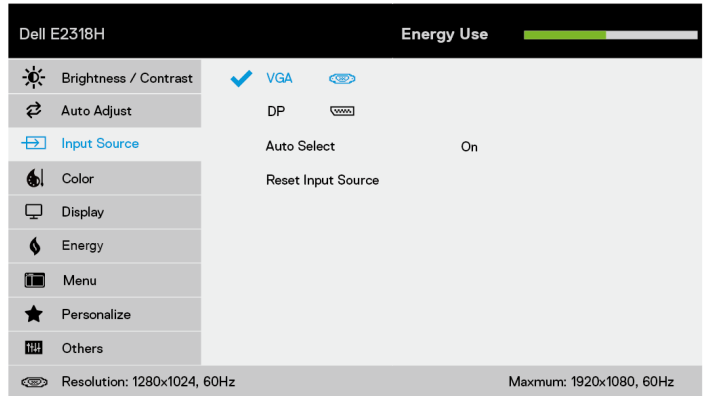 Dell E2318H
Energy Use
Brightness / Contrast
VGA
Auto Adjust
DP
Input Source
Auto Select
On
Color
Reset Input Source
Display
Energy
Menu
Personalize
Others
Resolution: 1280x1024, 60Hz
Maxmum: 1920x1080, 60Hz